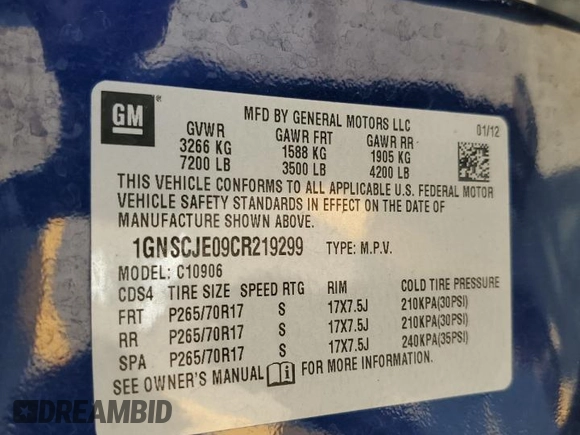 GM
MFD BY GENERAL MOTORS LLC
01/12
GVWR GAWR FRT GAWR RR
3266 KG 1588 KG 1905 KG
7200 LB 3500 LB 4200 LB
THIS VEHICLE CONFORMS TO ALL APPLICABLE U.S. FEDERAL MOTOR
VEHICLE SAFETY STANDARDS IN EFFECT ON THE DATE OF
MANUFACTURE SHOWN ABOVE.
1GNSCJE09CR219299 TYPE: M.P.V.
MODEL: C10906
CDS4 TIRE SIZE SPEED RTG RIM COLD TIRE PRESSURE
FRT P265/70R17 S 17X7.5J 210KPA(30PSI)
RR P265/70R17 S 17X7.5J 210KPA(30PSI)
SPA P265/70R17 S 17X7.5J 240KPA(35PSI)
SEE OWNER'S MANUAL FOR MORE INFORMATION.
DREAMBID